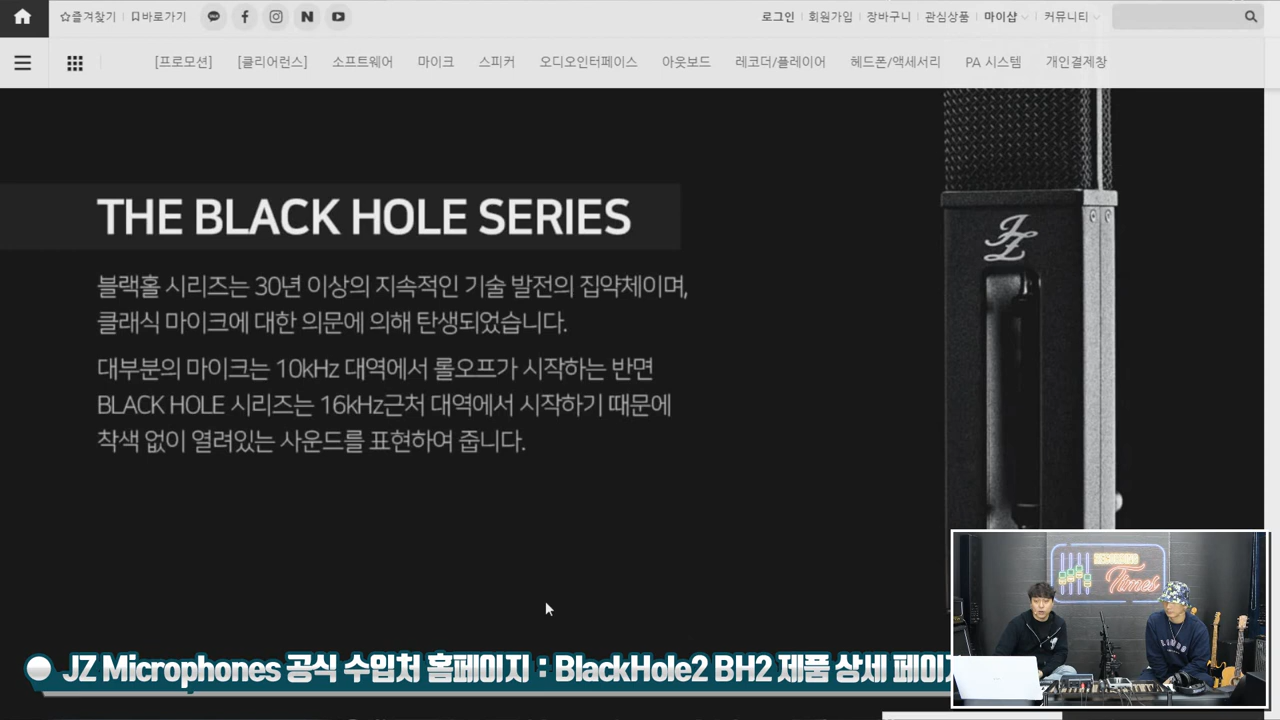 ☆즐겨찾기 바로가기 TALK f N 로그인 회원가입 장바구니 관심상품 마이샵 커뮤니티
[프로모션] [클리어런스] 소프트웨어 마이크 스피커 오디오인터페이스 아웃보드 레코더/플레이어 헤드폰/액세서리 PA 시스템 개인결제창
THE BLACK HOLE SERIES
블랙홀 시리즈는 30년 이상의 지속적인 기술 발전의 집약체이며,
클래식 마이크에 대한 의문에 의해 탄생되었습니다.
대부분의 마이크는 10kHz 대역에서 롤오프가 시작하는 반면
BLACK HOLE 시리즈는 16kHz근처 대역에서 시작하기 때문에
착색 없이 열려있는 사운드를 표현하여 줍니다.
JZ
Times
JZ Microphones 공식 수입처 홈페이지 : BlackHole2 BH2 제품 상세 페이지